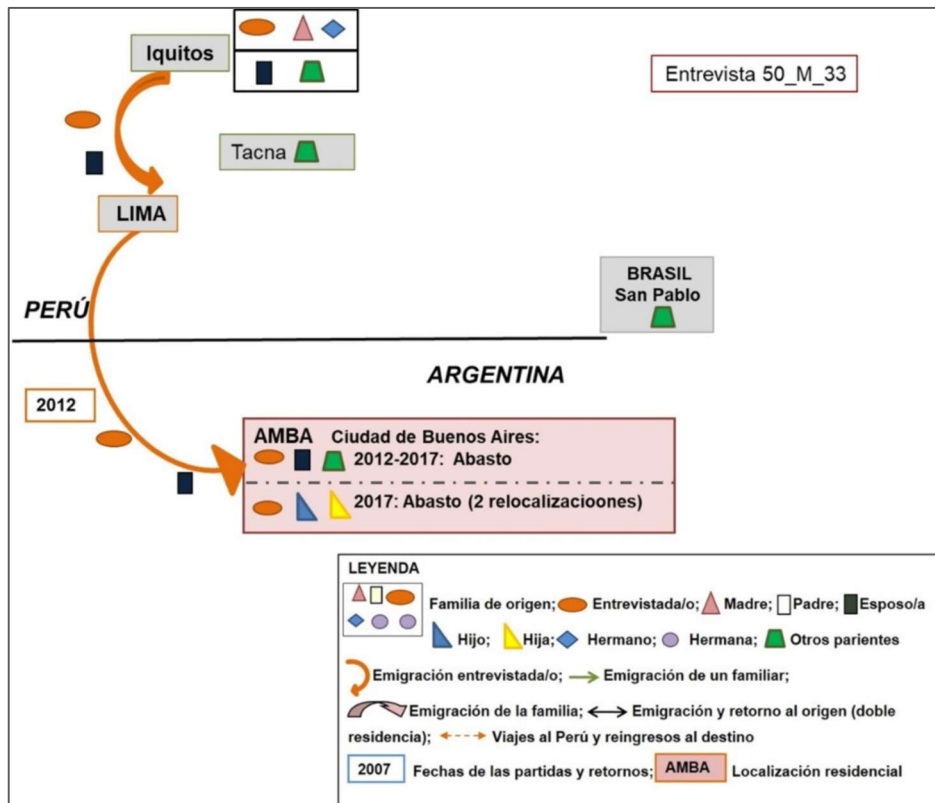 Iquitos
Entrevista 50_M_33
Tacna
LIMA
BRASIL
San Pablo
PERÚ
ARGENTINA
2012
AMBA Ciudad de Buenos Aires:
2012-2017: Abasto
2017: Abasto (2 relocalizacioones)
LEYENDA
Familia de origen; Entrevistada/o; Madre; Padre; Esposo/a
Hijo; Hija; Hermano; Hermana; Otros parientes
Emigración entrevistada/o; Emigración de un familiar;
Emigración de la familia; Emigración y retorno al origen (doble
residencia); Viajes al Perú y reingresos al destino
2007 Fechas de las partidas y retornos; AMBA Localización residencial